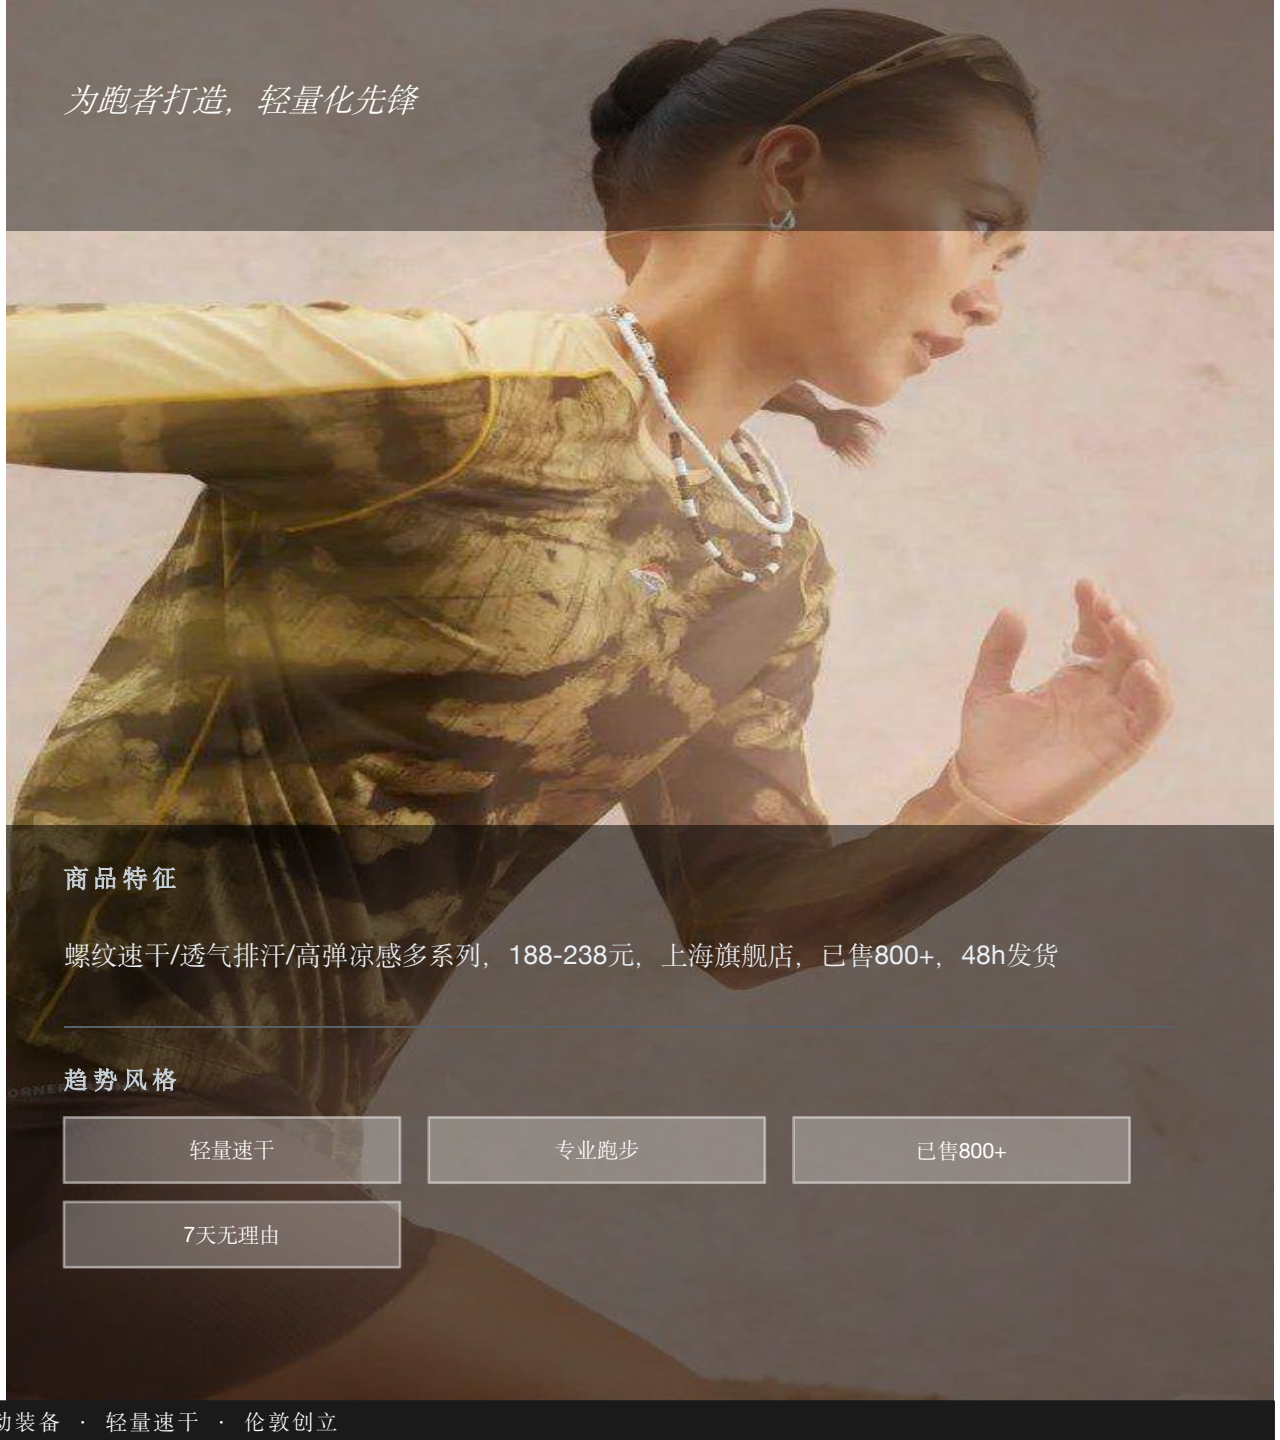 为跑者打造，轻量化先锋
商品特征
螺纹速干/透气排汗/高弹凉感多系列，188-238元，上海旗舰店，已售800+，48h发货
ORNER
趋势风格
轻量速干
专业跑步
已售800+
7天无理由
动装备 · 轻量速干 · 伦敦创立